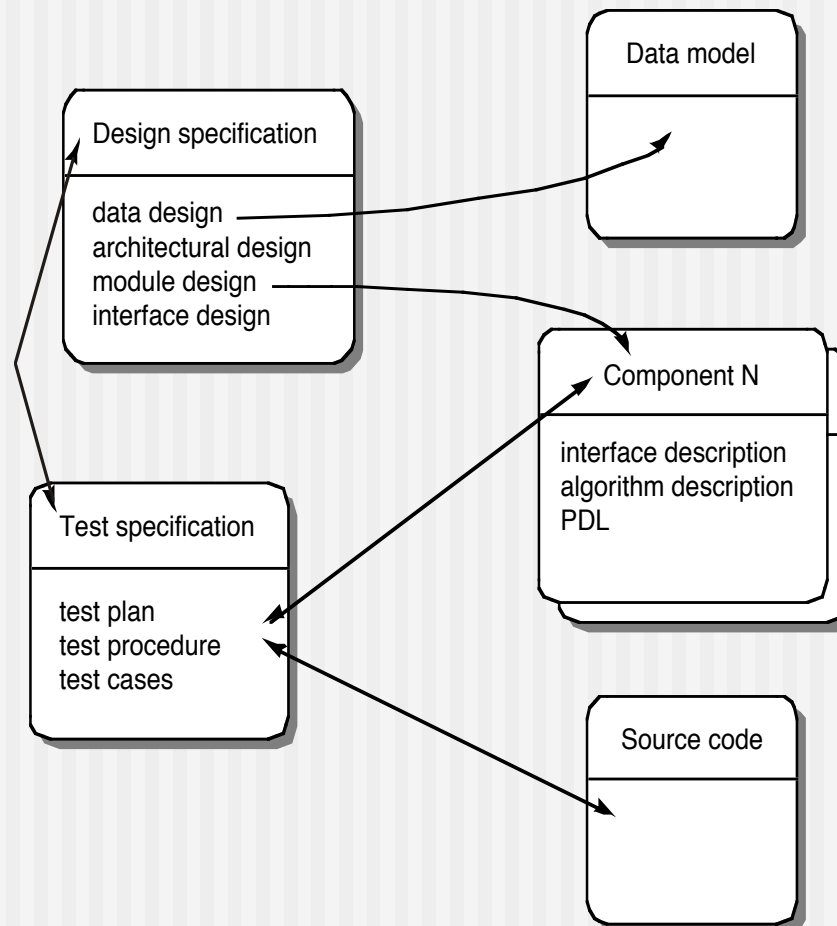 Data model
Design specification
data design
architectural design
module design
interface design
Component N
interface description
algorithm description
PDL
Test specification
test plan
test procedure
test cases
Source code